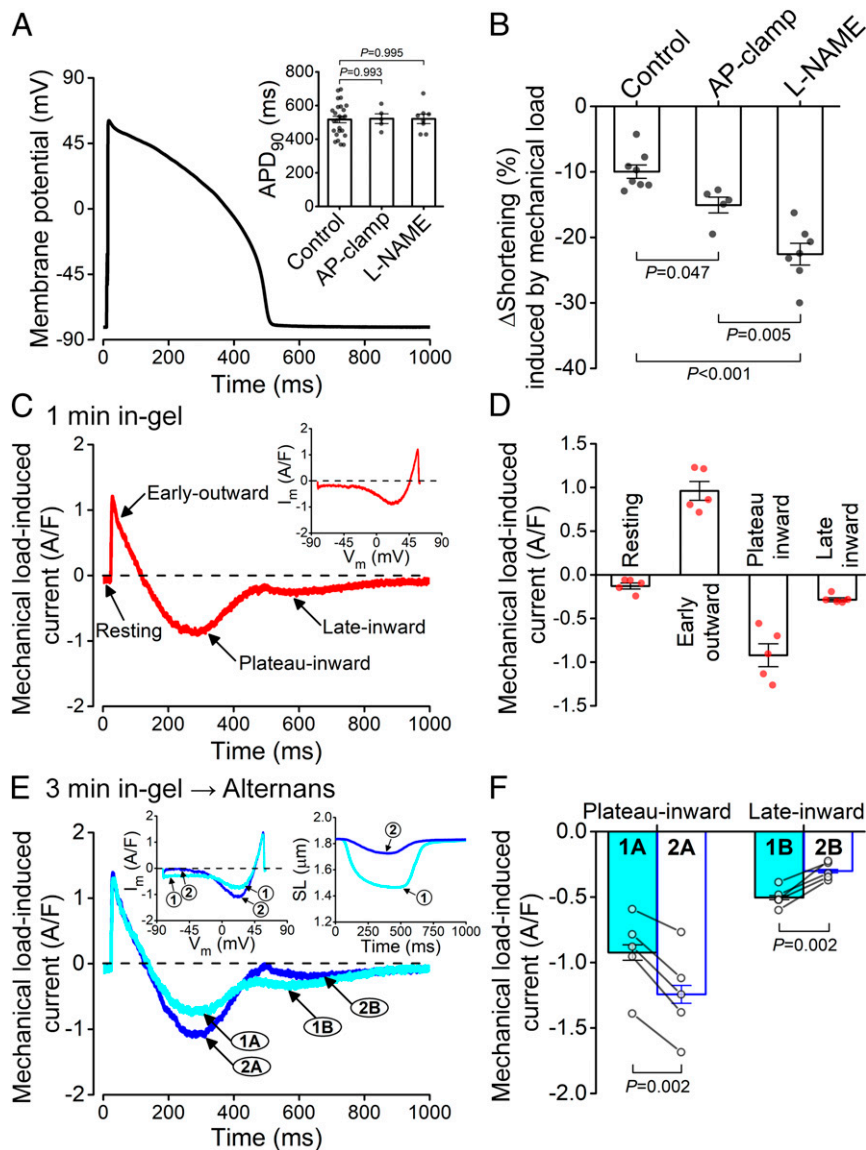 A
Membrane potential (mV)
90
45
0
-45
-90
0 200 400 600 800 1000
Time (ms)
APD90 (ms)
800
600
400
200
0
P=0.995
P=0.993
Control
AP-clamp
L-NAME
B
Control
AP-clamp
L-NAME
ΔShortening (%)
induced by mechanical load
-10
-20
-30
-40
P=0.047
P=0.005
P<0.001
C 1 min in-gel
Mechanical load-induced
current (A/F)
2
1
0
-1
-2
0 200 400 600 800 1000
Time (ms)
Early-outward
Resting
Plateau-inward
Late-inward
Im (A/F)
2
1
0
-1
-2
-90 -45 0 45 90
Vm (mV)
D
Mechanical load-induced
current (A/F)
1.5
1.0
0.5
0.0
-0.5
-1.0
-1.5
Resting
Early
outward
Plateau
inward
Late
inward
E 3 min in-gel → Alternans
Mechanical load-induced
current (A/F)
2
1
0
-1
-2
0 200 400 600 800 1000
Time (ms)
1A
2A
1B
2B
Im (A/F)
2
1
0
-1
-2
-90 -45 0 45 90
Vm (mV)
① ②
①
②
SL (μm)
2.0
1.8
1.6
1.4
1.2
0 250 500 750 1000
Time (ms)
②
①
F
Plateau-inward Late-inward
Mechanical load-induced
current (A/F)
0.0
-0.5
-1.0
-1.5
-2.0
1A 2A 1B 2B
P=0.002
P=0.002